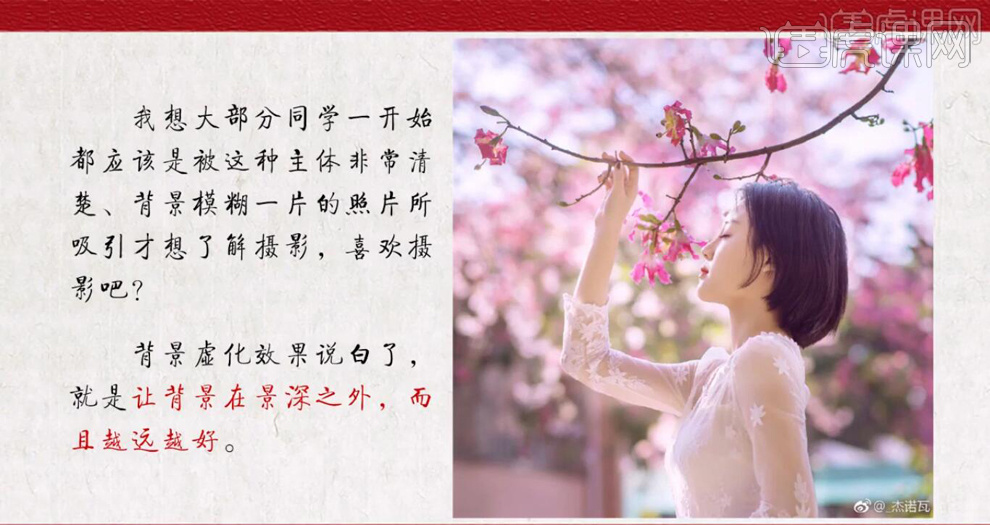 虎课网
我想大部分同学一开始
都应该是被这种主体非常清
楚、背景模糊一片的照片所
吸引才想了解摄影，喜欢摄
影吧？
背景虚化效果说白了，
就是让背景在景深之外，而
且越远越好。
@_杰诺瓦